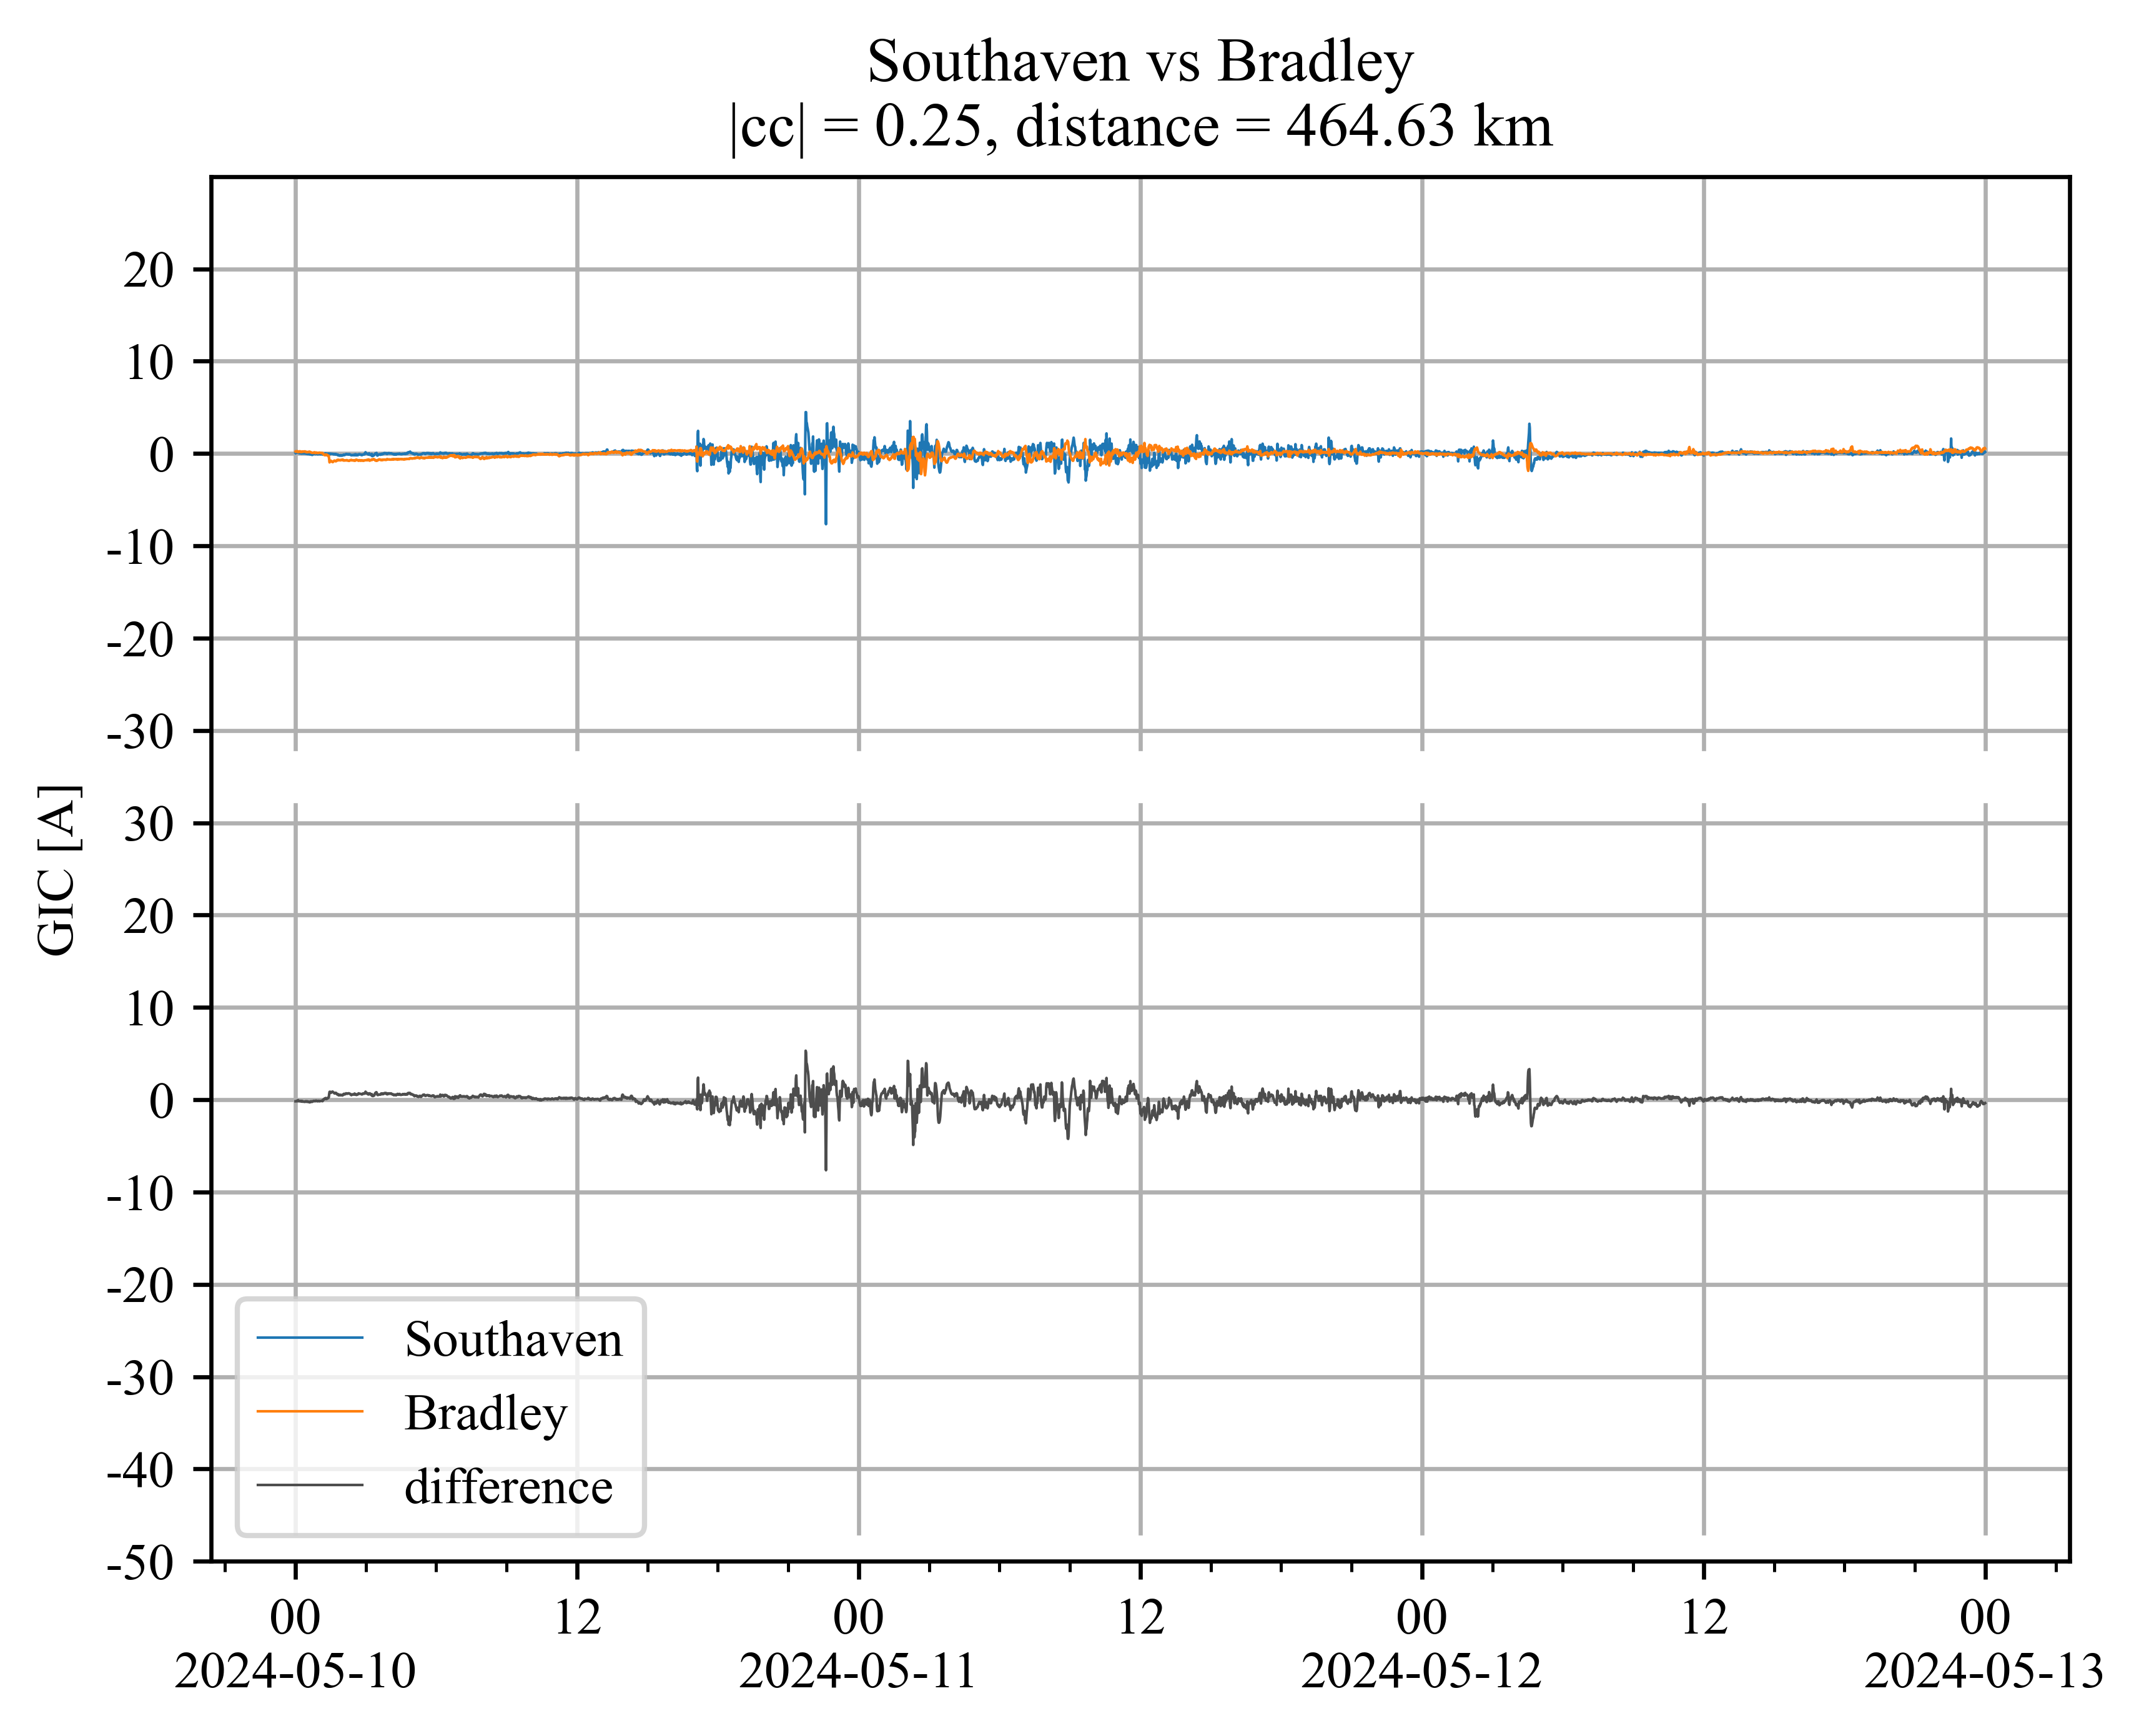 Southaven vs Bradley
|cc| = 0.25, distance = 464.63 km
20
10
0
-10
-20
-30
30
20
10
0
-10
-20
-30
-40
-50
GIC [A]
Southaven
Bradley
difference
00 12 00 12 00 12 00
2024-05-10 2024-05-11 2024-05-12 2024-05-13